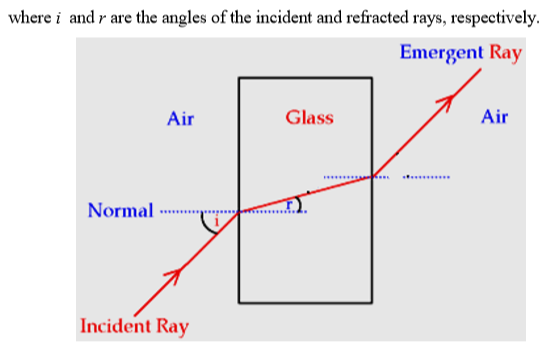 where i and r are the angles of the incident and refracted rays, respectively.
Emergent Ray
Air
Glass
Air
Normal
r
i
Incident Ray